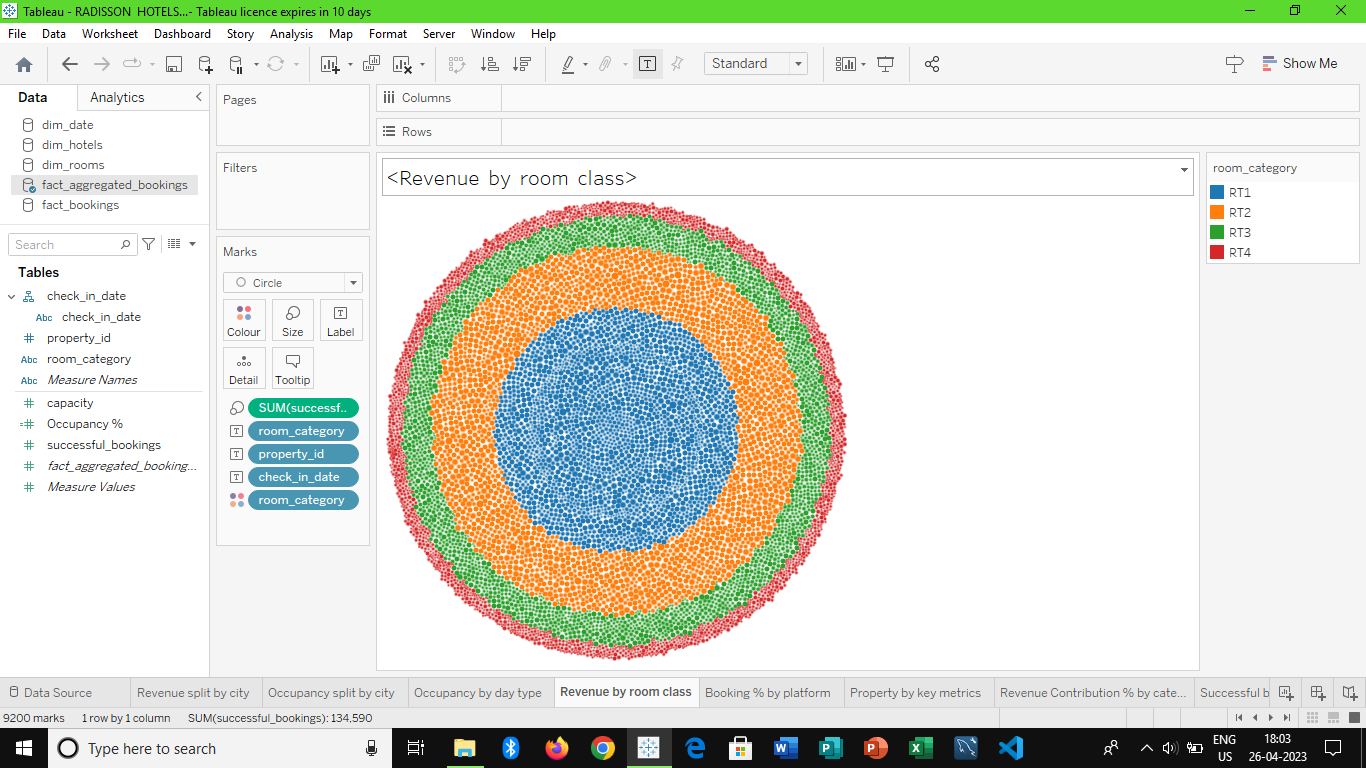 Tableau - RADISSON HOTELS...- Tableau licence expires in 10 days
File Data Worksheet Dashboard Story Analysis Map Format Server Window Help
Standard
Show Me
Data Analytics
dim_date
dim_hotels
dim_rooms
fact_aggregated_bookings
fact_bookings
Search
Tables
check_in_date
Abc check_in_date
property_id
Abc room_category
Abc Measure Names
capacity
Occupancy %
successful_bookings
fact_aggregated_booking...
Measure Values
Pages
Filters
Marks
Circle
Colour Size Label
Detail Tooltip
SUM(successf..
room_category
property_id
check_in_date
room_category
Columns
Rows
<Revenue by room class>
room_category
RT1
RT2
RT3
RT4
Data Source Revenue split by city Occupancy split by city Occupancy by day type Revenue by room class Booking % by platform Property by key metrics Revenue Contribution % by cate... Successful b
9200 marks 1 row by 1 column SUM(successful_bookings): 134,590
Type here to search
ENG
US
18:03
26-04-2023